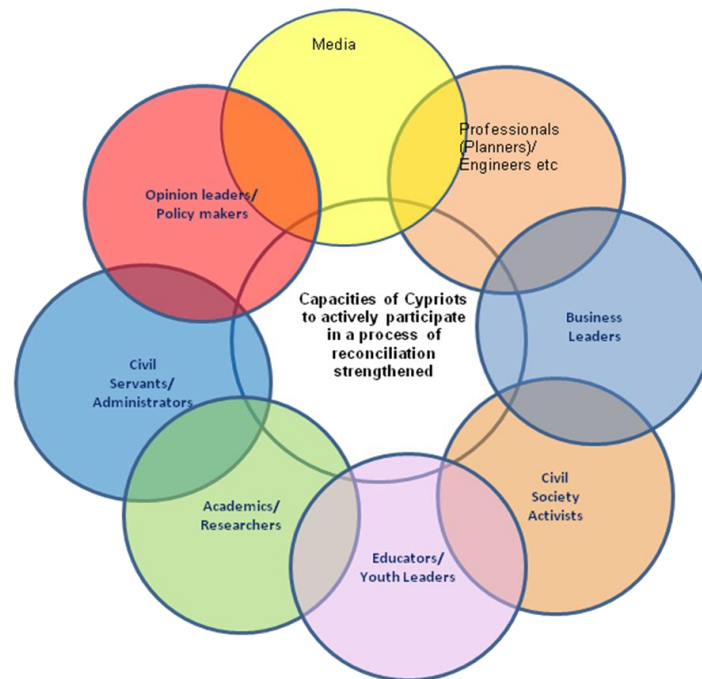 Media
Professionals
(Planners)/
Engineers etc
Opinion leaders/
Policy makers
Capacities of Cypriots
to actively participate
in a process of
reconciliation
strengthened
Business
Leaders
Civil
Servants/
Administrators
Civil
Society
Activists
Academics/
Researchers
Educators/
Youth Leaders